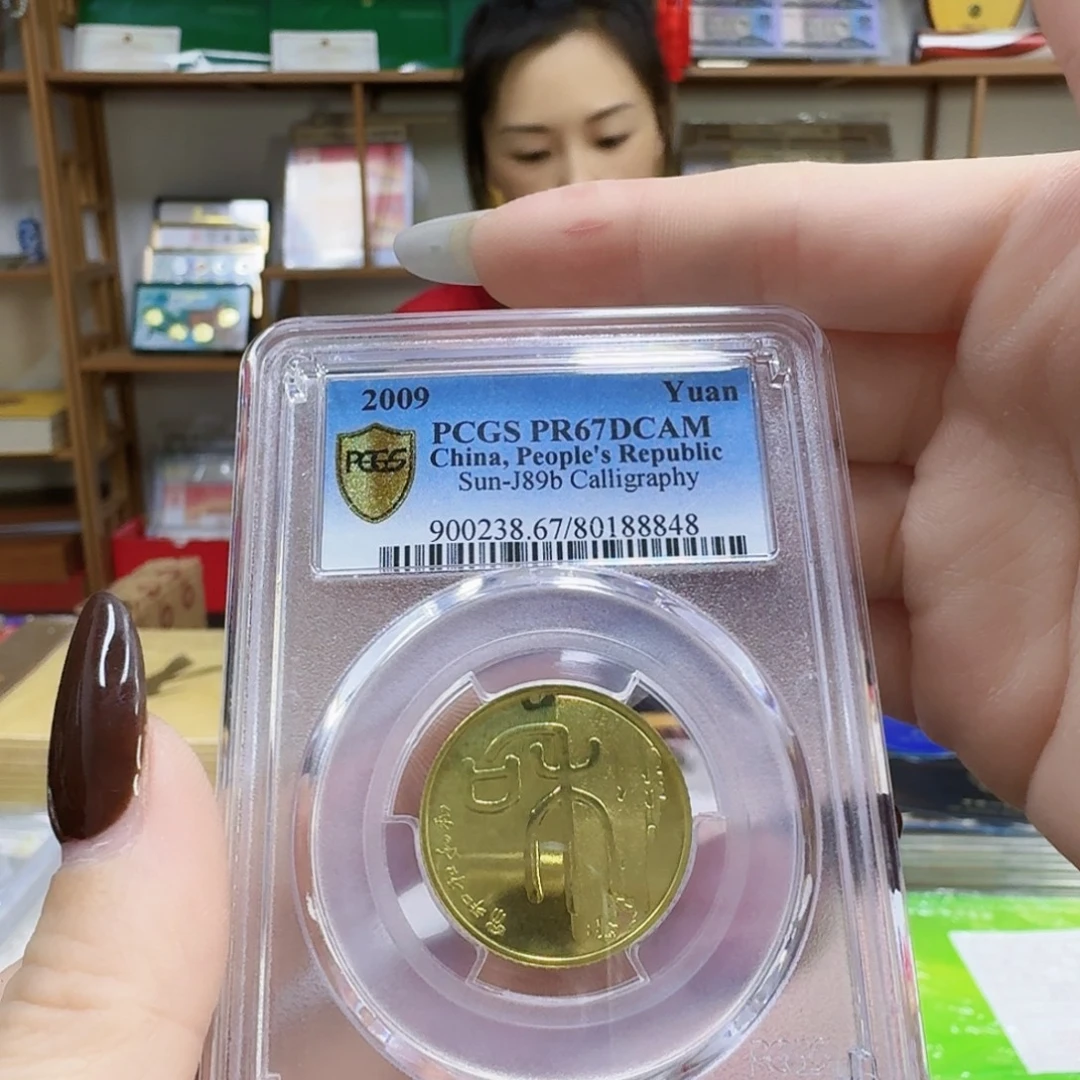 2009 Yuan
PCGS PR67DCAM
PCGS China, People's Republic
Sun-J89b Calligraphy
900238.67/80188848